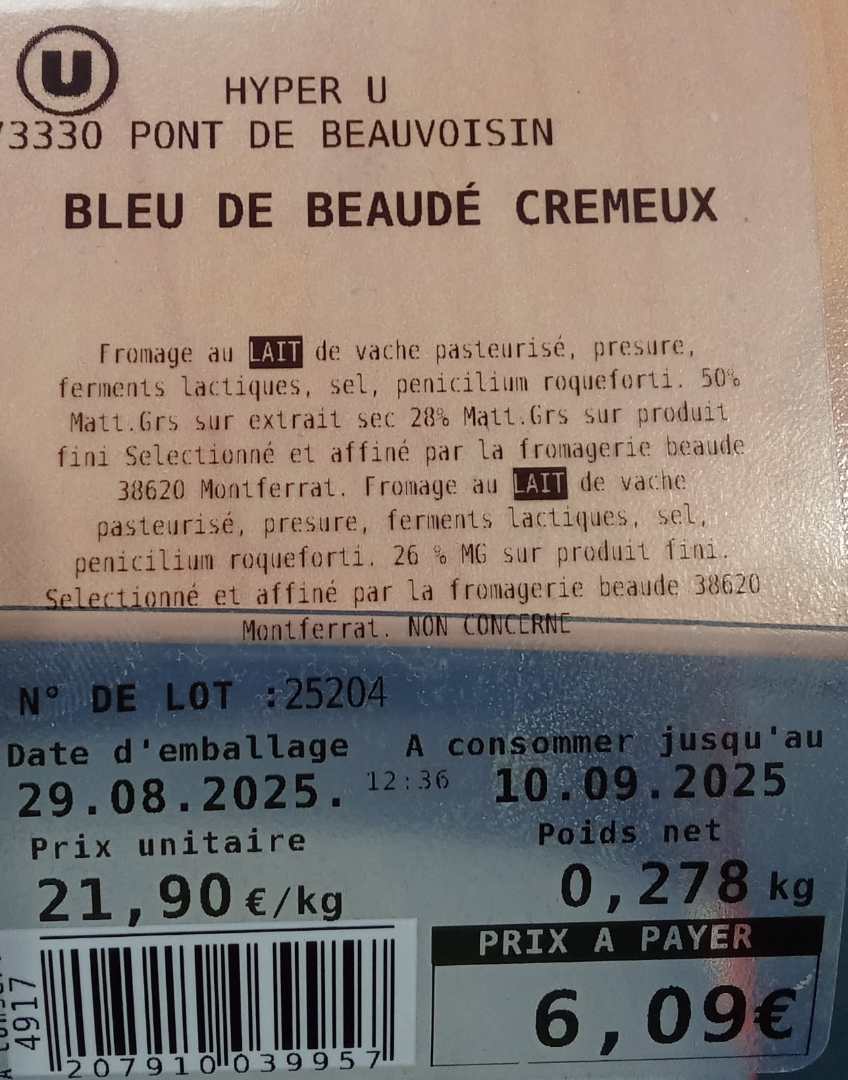 U
HYPER U
73330 PONT DE BEAUVOISIN
BLEU DE BEAUDÉ CREMEUX
Fromage au LAIT de vache pasteurisé, presure,
ferments lactiques, sel, penicilium roqueforti. 50%
Matt.Grs sur extrait sec 28% Matt.Grs sur produit
fini Selectionné et affiné par la fromagerie beaude
38620 Montferrat. Fromage au LAIT de vache
pasteurisé, presure, ferments lactiques, sel,
penicilium roqueforti. 26 % MG sur produit fini.
Selectionné et affiné par la fromagerie beaude 38620
Montferrat. NON CONCERNE
N° DE LOT :25204
Date d'emballage A consommer jusqu'au
29.08.2025. 12:36 10.09.2025
Prix unitaire Poids net
21,90 €/kg 0,278 kg
PRIX A PAYER
6,09€
4917
207910 039957